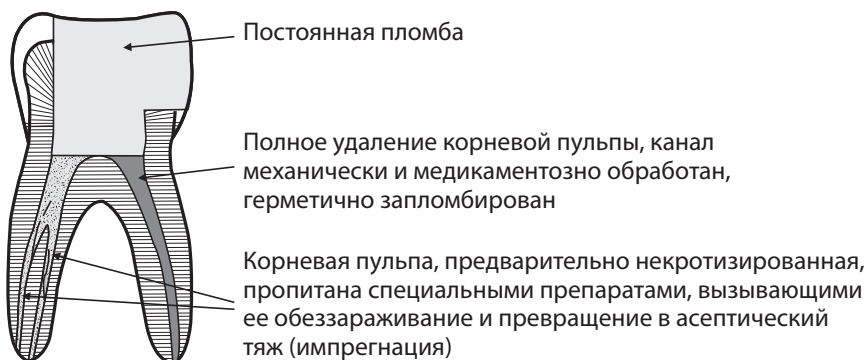 Постоянная пломба
Полное удаление корневой пульпы, канал
механически и медикаментозно обработан,
герметично запломбирован
Корневая пульпа, предварительно некротизированная,
пропитана специальными препаратами, вызывающими
ее обеззараживание и превращение в асептический
тяж (импрегнация)